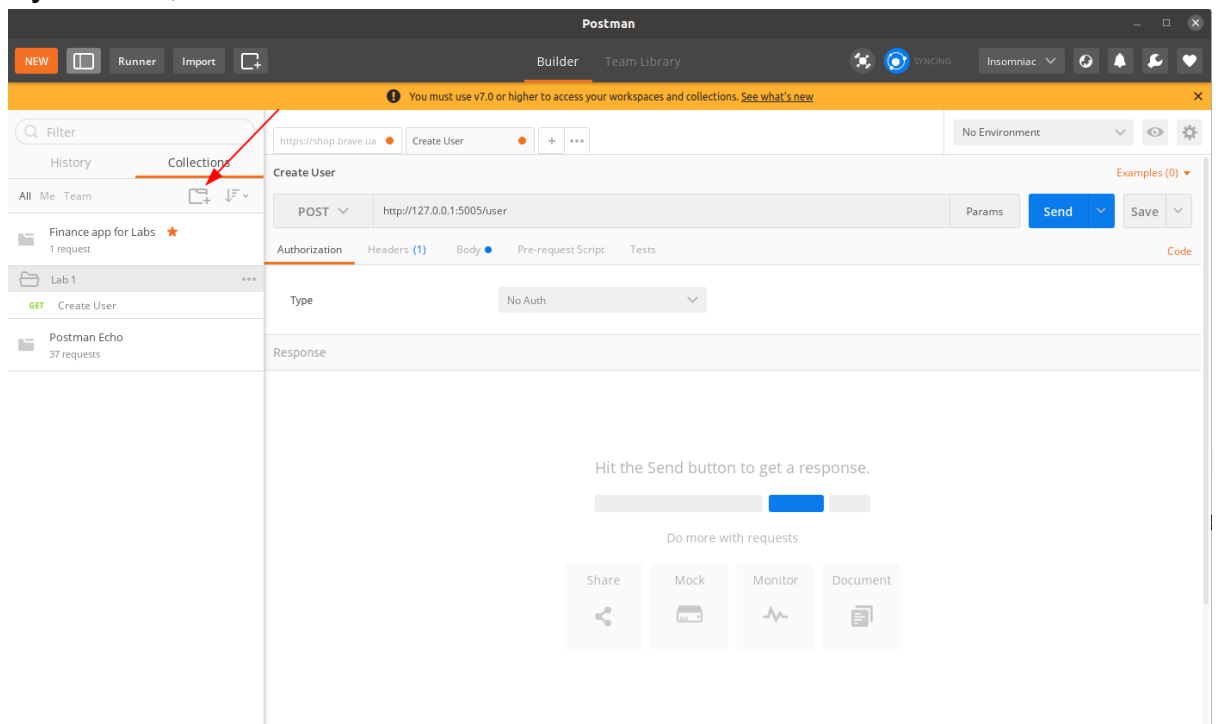 Postman
NEW Runner Import Builder Team Library SYNCING Insomniac
You must use v7.0 or higher to access your workspaces and collections. See what's new
Filter
History Collections
All Me Team
Finance app for Labs
1 request
Lab 1
GET Create User
Postman Echo
37 requests
https://shop.brave.ua Create User + No Environment
Create User Examples (0)
POST http://127.0.0.1:5005/user Params Send Save
Authorization Headers (1) Body Pre-request Script Tests Code
Type No Auth
Response
Hit the Send button to get a response.
Do more with requests
Share Mock Monitor Document